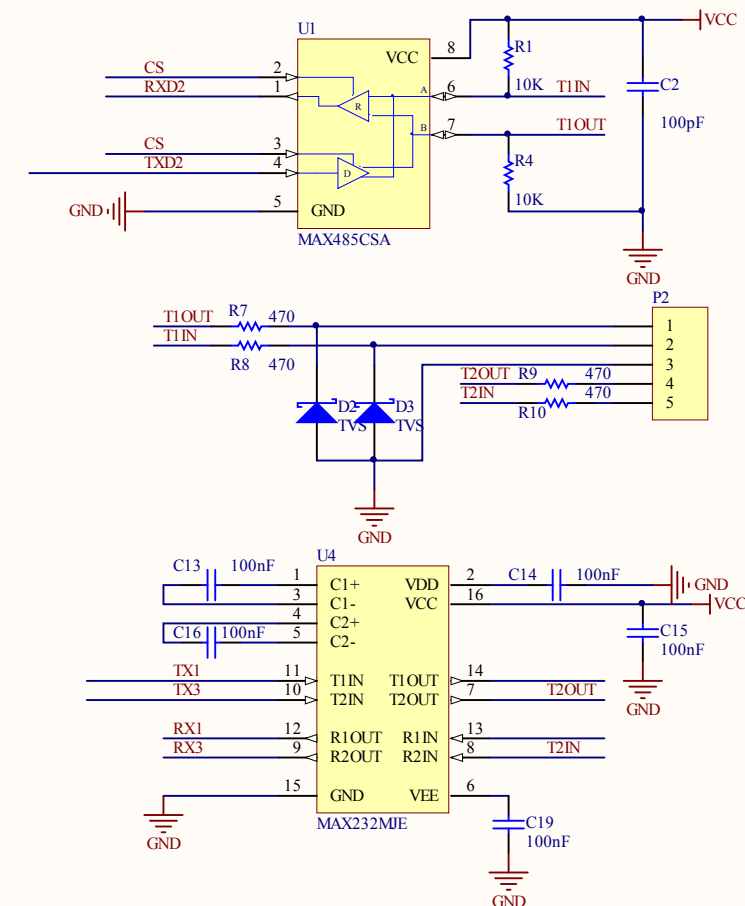 U1
VCC
VCC
8
R1
10K
C2
100pF
CS
2
RXD2
1
A
6
T1IN
R
B
7
T1OUT
CS
3
TXD2
4
D
R4
10K
GND
5
GND
MAX485CSA
GND
P2
T1OUT
R7
470
1
T1IN
R8
470
2
3
T2OUT
R9
470
4
T2IN
R10
5
D2
TVS
D3
TVS
GND
U4
C13
100nF
1
C1+
VDD
2
C14
100nF
GND
3
C1-
VCC
16
VCC
4
C2+
C16
100nF
5
C2-
C15
100nF
GND
TX1
11
T1IN
T1OUT
14
TX3
10
T2IN
T2OUT
7
T2OUT
RX1
12
R1OUT
R1IN
13
RX3
9
R2OUT
R2IN
8
T2IN
15
GND
VEE
6
GND
MAX232MJE
C19
100nF
GND